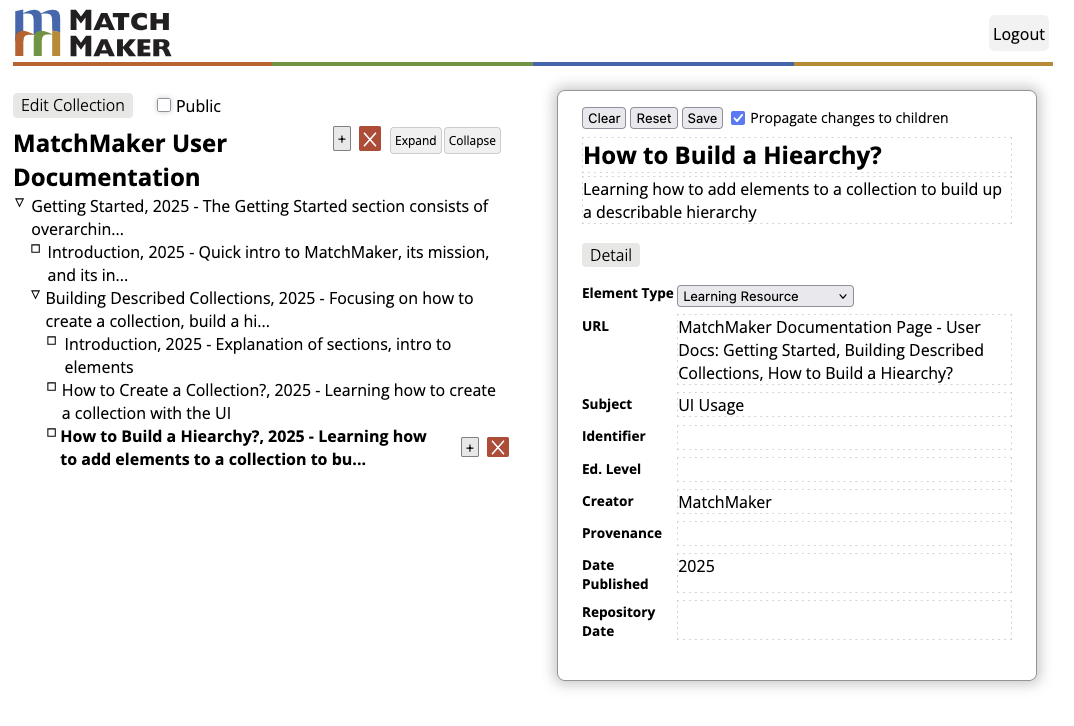 MATCH
MAKER
Logout
Edit Collection
Public
MatchMaker User
Documentation
+
Expand
Collapse
Getting Started, 2025 - The Getting Started section consists of
overarchin...
Introduction, 2025 - Quick intro to MatchMaker, its mission,
and its in...
Building Described Collections, 2025 - Focusing on how to
create a collection, build a hi...
Introduction, 2025 - Explanation of sections, intro to
elements
How to Create a Collection?, 2025 - Learning how to create
a collection with the UI
How to Build a Hiearchy?, 2025 - Learning how
to add elements to a collection to bu...
+
Clear
Reset
Save
Propagate changes to children
How to Build a Hiearchy?
Learning how to add elements to a collection to build up
a describable hierarchy
Detail
Element Type
Learning Resource
URL
MatchMaker Documentation Page - User
Docs: Getting Started, Building Described
Collections, How to Build a Hiearchy?
Subject
UI Usage
Identifier
Ed. Level
Creator
MatchMaker
Provenance
Date
Published
2025
Repository
Date